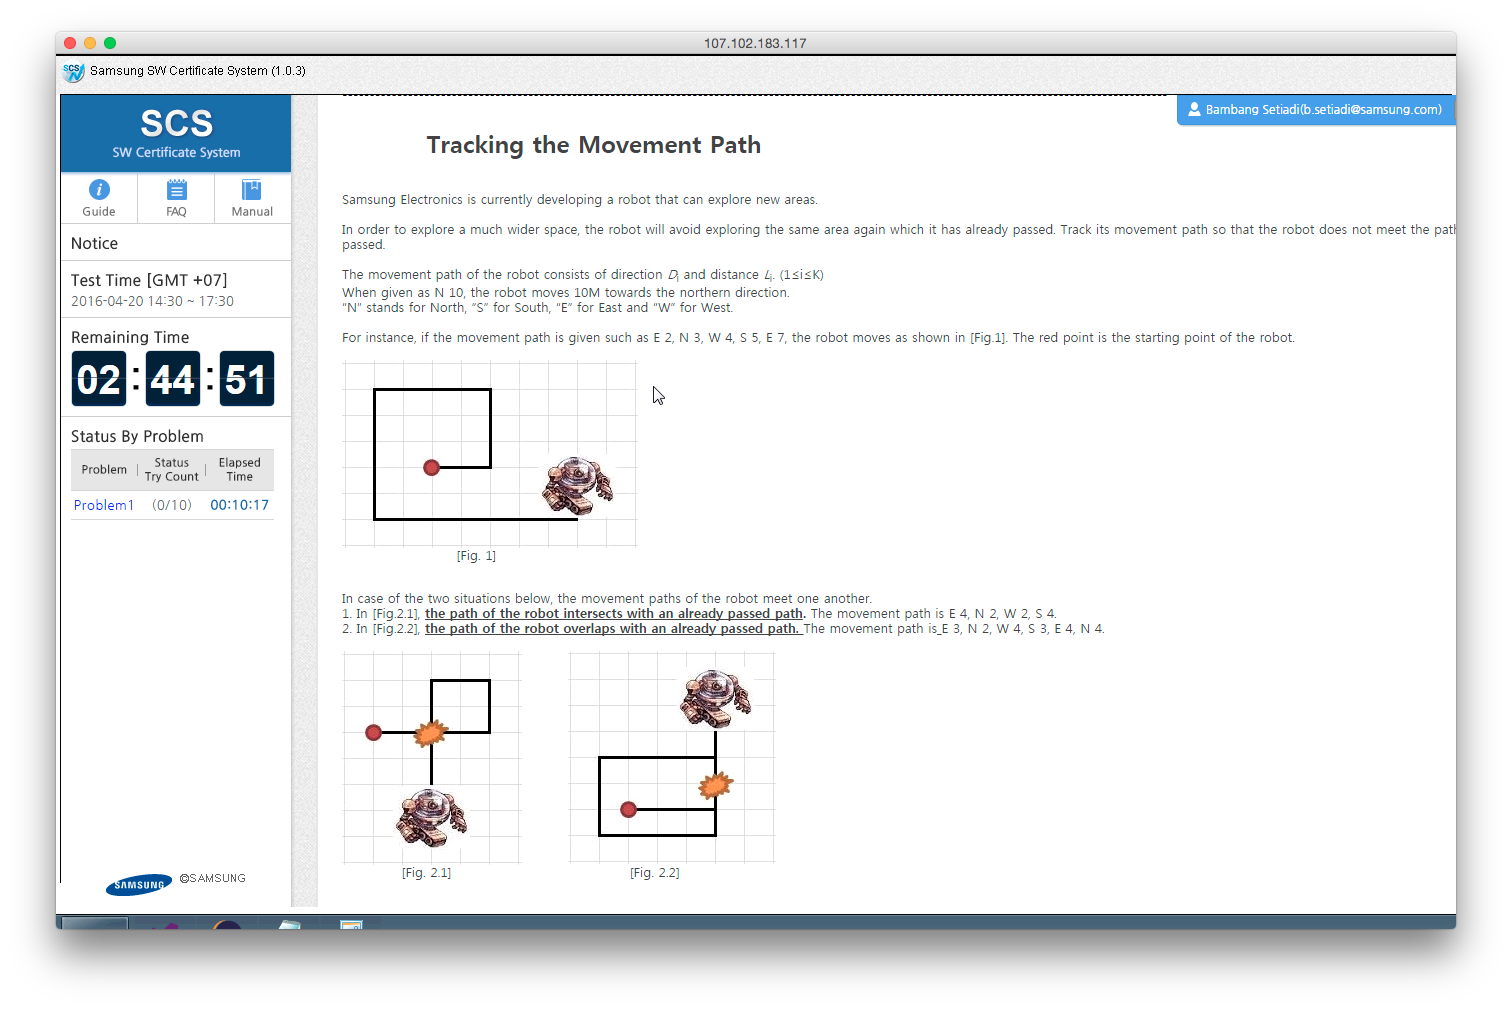 107.102.183.117
SCS Samsung SW Certificate System (1.0.3)
SCS
SW Certificate System
Guide FAQ Manual
Notice
Test Time [GMT +07]
2016-04-20 14:30 ~ 17:30
Remaining Time
02 : 44 : 51
Status By Problem
Problem | Status Try Count | Elapsed Time
Problem1 (0/10) 00:10:17
SAMSUNG ©SAMSUNG
Bambang Setiadi(b.setiadi@samsung.com)
Tracking the Movement Path
Samsung Electronics is currently developing a robot that can explore new areas.
In order to explore a much wider space, the robot will avoid exploring the same area again which it has already passed. Track its movement path so that the robot does not meet the path
passed.
The movement path of the robot consists of direction Di and distance Li. (1≤i≤K)
When given as N 10, the robot moves 10M towards the northern direction.
“N” stands for North, “S” for South, “E” for East and “W” for West.
For instance, if the movement path is given such as E 2, N 3, W 4, S 5, E 7, the robot moves as shown in [Fig.1]. The red point is the starting point of the robot.
[Fig. 1]
In case of the two situations below, the movement paths of the robot meet one another.
1. In [Fig.2.1], the path of the robot intersects with an already passed path. The movement path is E 4, N 2, W 2, S 4.
2. In [Fig.2.2], the path of the robot overlaps with an already passed path. The movement path is E 3, N 2, W 4, S 3, E 4, N 4.
[Fig. 2.1] [Fig. 2.2]